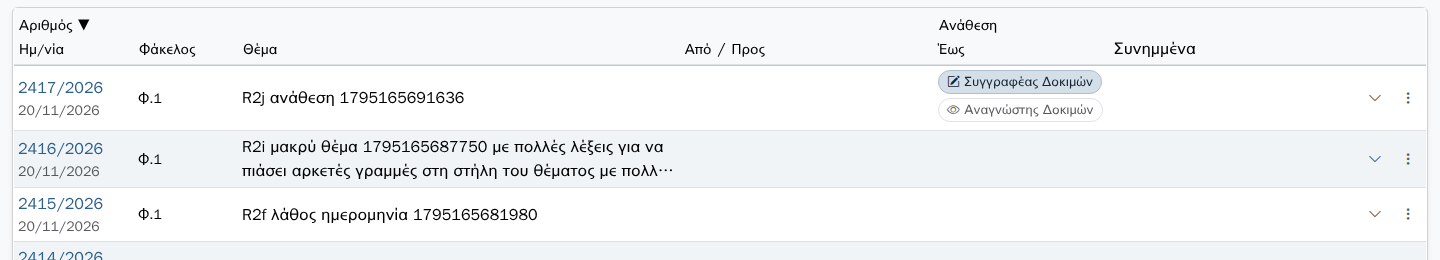 Αριθμός ▼
Ανάθεση
Ημ/νία Φάκελος Θέμα Από / Προς Έως Συνημμένα
2417/2026
20/11/2026
Φ.1
R2j ανάθεση 1795165691636
Συγγραφέας Δοκιμών
Αναγνώστης Δοκιμών
2416/2026
20/11/2026
Φ.1
R2i μακρύ θέμα 1795165687750 με πολλές λέξεις για να
πιάσει αρκετές γραμμές στη στήλη του θέματος με πολλ…
2415/2026
20/11/2026
Φ.1
R2f λάθος ημερομηνία 1795165681980
2414/2026